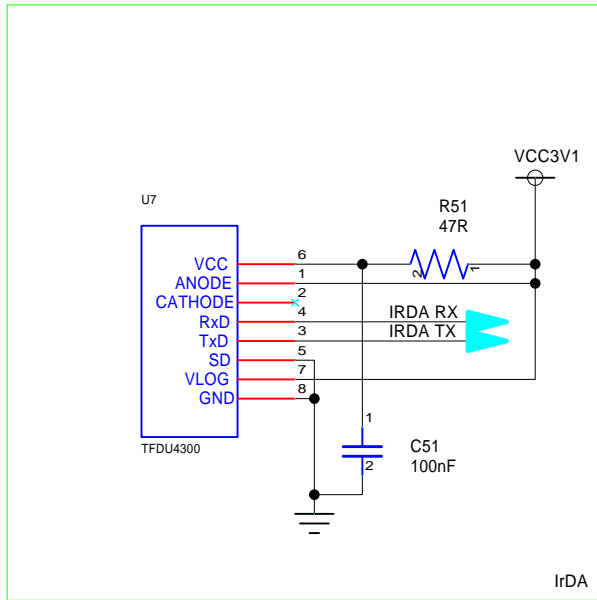 VCC3V1
U7
R51
47R
VCC 6
ANODE 1
CATHODE 2
RxD 4 IRDA RX
TxD 3 IRDA TX
SD 5
VLOG 7
GND 8
2 1
TFDU4300
1
C51
2
100nF
IrDA